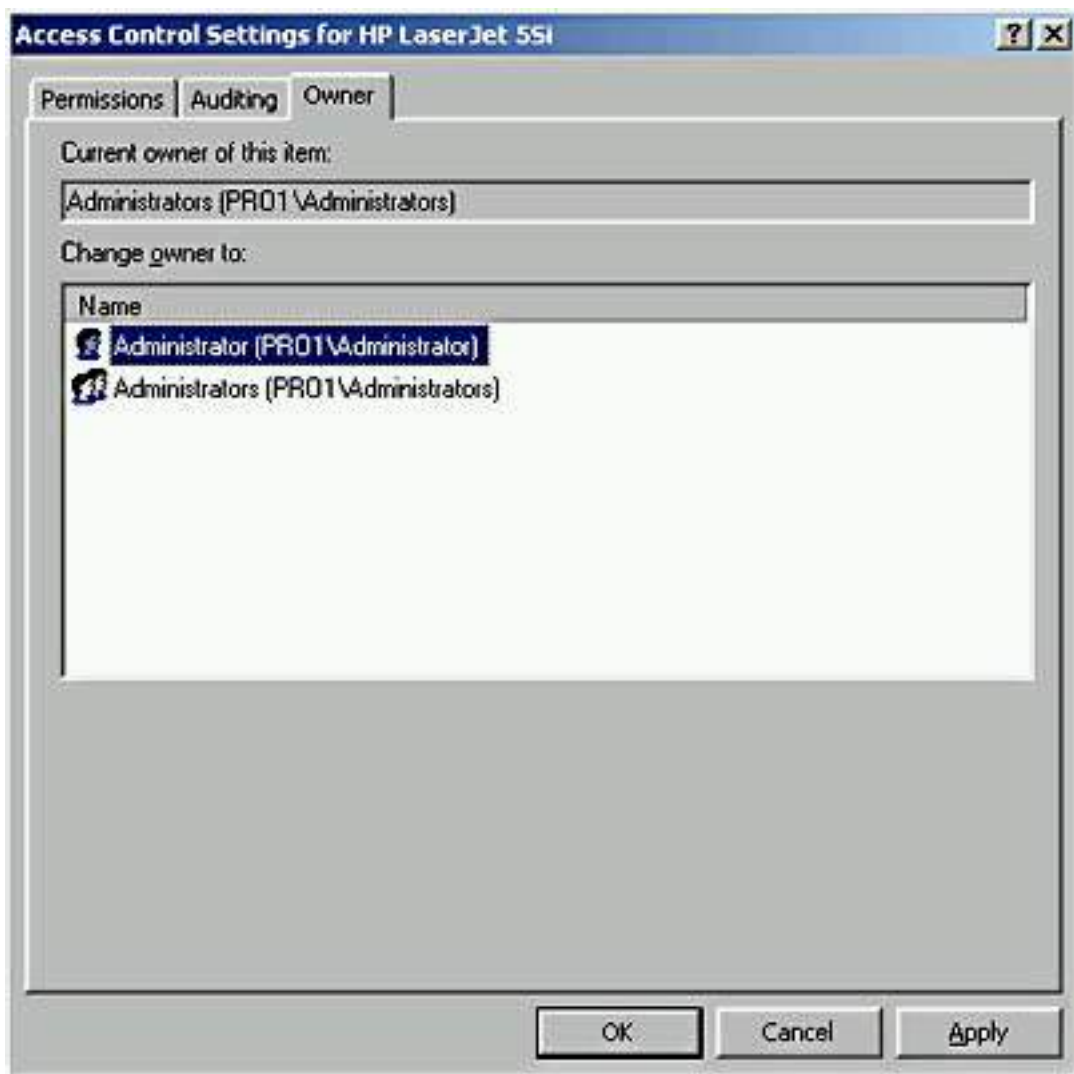 Access Control Settings for HP LaserJet 5Si
Permissions Auditing Owner
Current owner of this item:
Administrators (PRO1\Administrators)
Change owner to:
Name
Administrator (PRO1\Administrator)
Administrators (PRO1\Administrators)
OK Cancel Apply